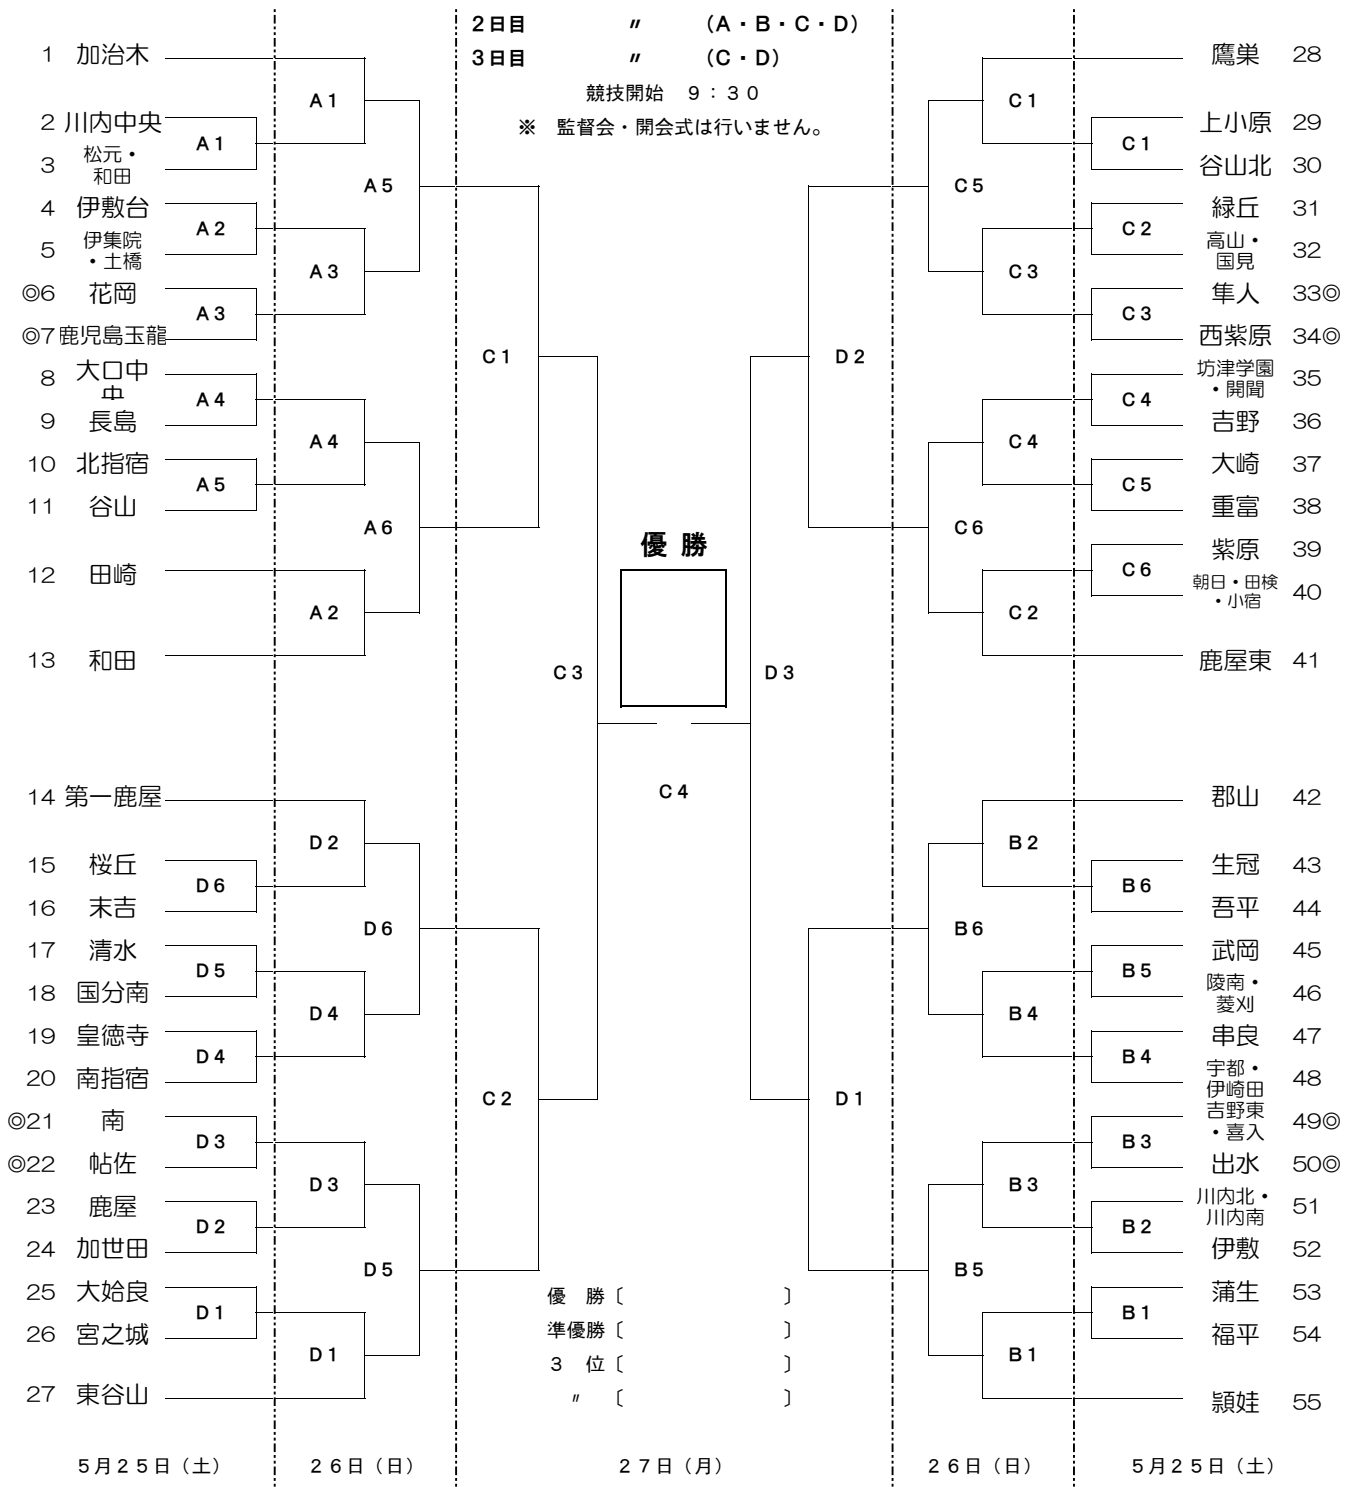 2日目 〃 (A・B・C・D)
3日目 〃 (C・D)
競技開始 9:30
※ 監督会・開会式は行いません。
1 加治木
2 川内中央
3 松元・
和田
4 伊敷台
5 伊集院
・土橋
◎6 花岡
◎7 鹿児島玉龍
8 大口中
央
9 長島
10 北指宿
11 谷山
12 田崎
13 和田
14 第一鹿屋
15 桜丘
16 末吉
17 清水
18 国分南
19 皇徳寺
20 南指宿
◎21 南
◎22 帖佐
23 鹿屋
24 加世田
25 大姶良
26 宮之城
27 東谷山
A1
A2
A3
A4
A5
D6
D5
D4
D3
D2
D1
A1
A3
A4
A2
D2
D4
D3
D1
A5
A6
D6
D5
C1
C2
C3
優勝
C4
D3
D2
D1
C5
C6
B6
B5
C1
C3
C4
C2
B2
B4
B3
B1
C1
C2
C3
C4
C5
C6
B6
B5
B4
B3
B2
B1
鷹巣 28
上小原 29
谷山北 30
緑丘 31
高山・
国見 32
隼人 33◎
西紫原 34◎
坊津学園
・開聞 35
吉野 36
大崎 37
重富 38
紫原 39
朝日・田検
・小宿 40
鹿屋東 41
郡山 42
生冠 43
吾平 44
武岡 45
陵南・
菱刈 46
串良 47
宇都・
伊崎田 48
吉野東
・喜入 49◎
出水 50◎
川内北・
川内南 51
伊敷 52
蒲生 53
福平 54
頴娃 55
優 勝〔 〕
準優勝〔 〕
3 位〔 〕
〃 〔 〕
5月25日(土)
26日(日)
27日(月)
26日(日)
5月25日(土)